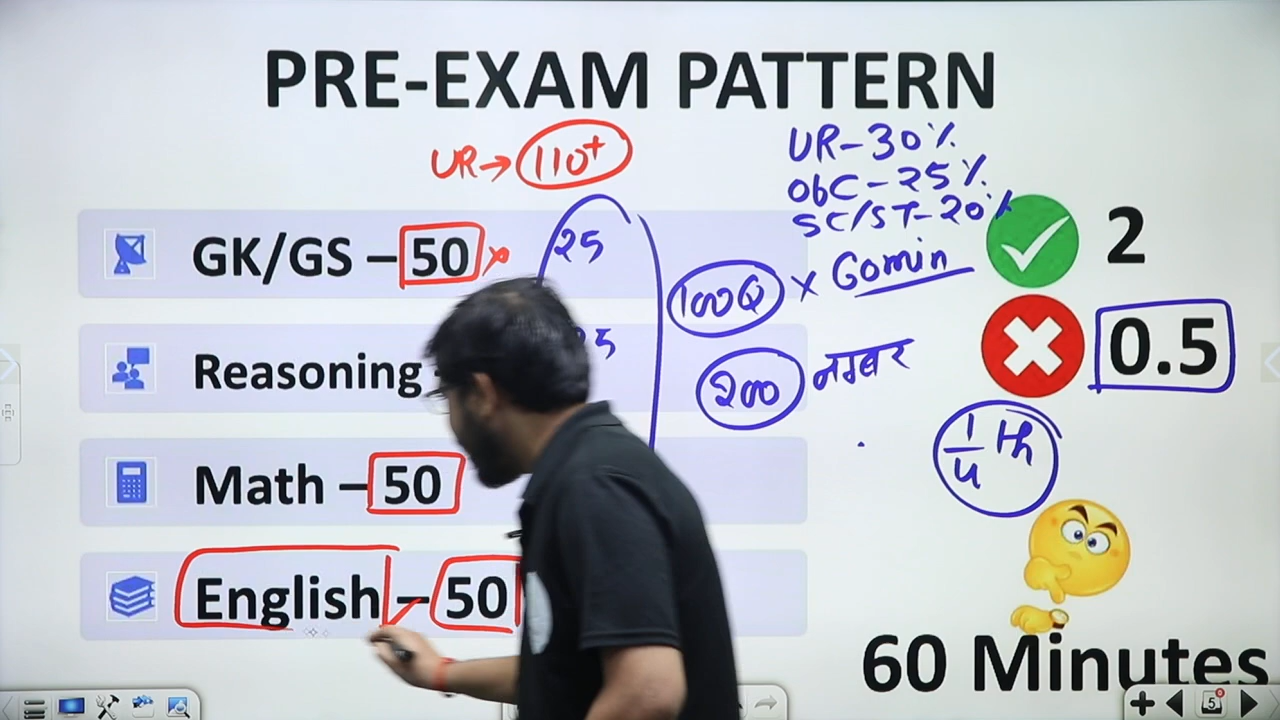 PRE-EXAM PATTERN
UR → 110+
UR - 30%
OBC - 25%
SC/ST - 20%
2
GK/GS – 50
25
100Q × 60min
0.5
Reasoning
200 नम्बर
1/4 th
Math – 50
English – 50
60 Minutes
5